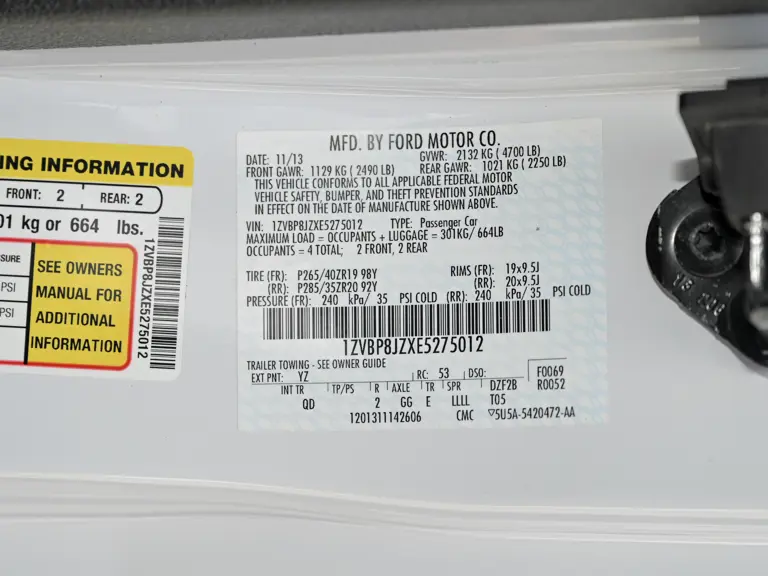 NG INFORMATION
FRONT: 2
REAR: 2
01 kg or 664 lbs.
SURE
PSI
PSI
SEE OWNERS
MANUAL FOR
ADDITIONAL
INFORMATION
1ZVBP8JZXE5275012
MFD. BY FORD MOTOR CO.
DATE: 11/13 GVWR: 2132 KG ( 4700 LB)
FRONT GAWR: 1129 KG ( 2490 LB) REAR GAWR: 1021 KG ( 2250 LB)
THIS VEHICLE CONFORMS TO ALL APPLICABLE FEDERAL MOTOR
VEHICLE SAFETY, BUMPER, AND THEFT PREVENTION STANDARDS
IN EFFECT ON THE DATE OF MANUFACTURE SHOWN ABOVE.
VIN: 1ZVBP8JZXE5275012 TYPE: Passenger Car
MAXIMUM LOAD = OCCUPANTS + LUGGAGE = 301KG/ 664LB
OCCUPANTS = 4 TOTAL; 2 FRONT, 2 REAR
TIRE (FR): P265/40ZR19 98Y RIMS (FR): 19x9.5J
(RR): P285/35ZR20 92Y (RR): 20x9.5J
PRESSURE (FR): 240 kPa/ 35 PSI COLD (RR): 240 kPa/ 35 PSI COLD
1ZVBP8JZXE5275012
TRAILER TOWING - SEE OWNER GUIDE
EXT PNT: YZ RC: 53 DSO: F0069
INT TR TP/PS R AXLE TR SPR DZF2B R0052
QD 2 GG E LLLL T05
1201311142606 CMC ▽5U5A-5420472-AA